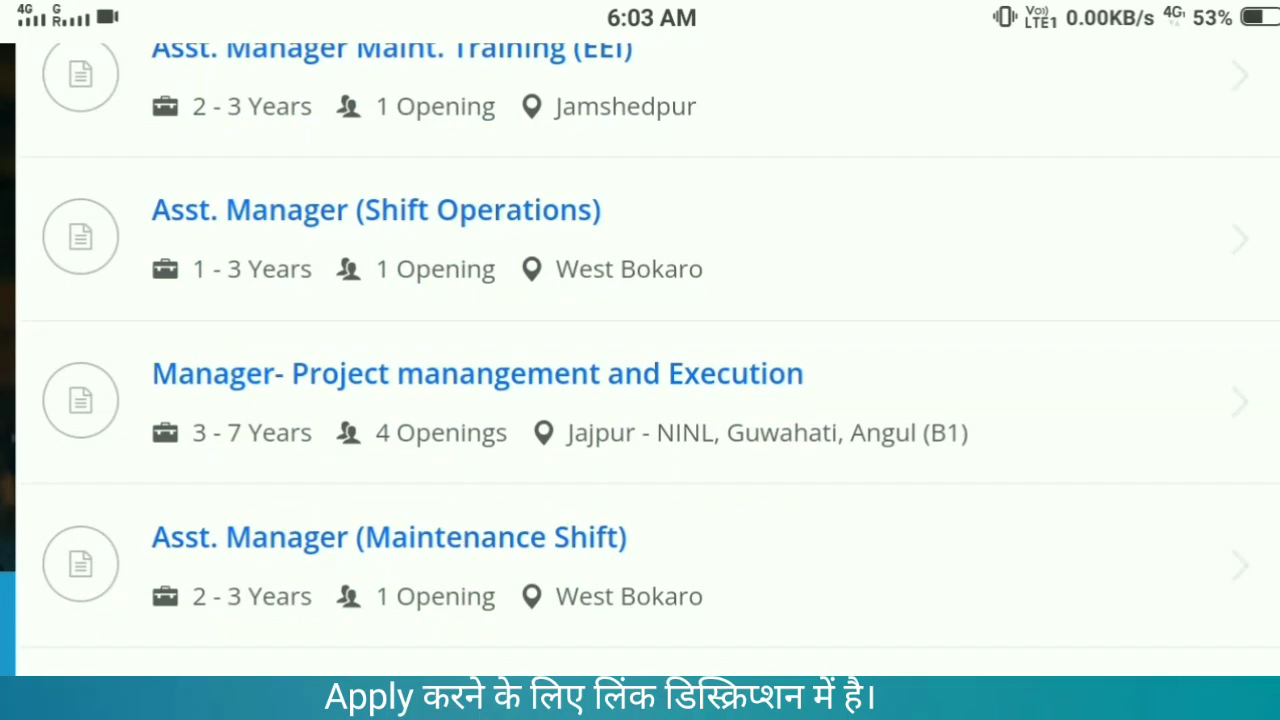 4G G R 6:03 AM Vo) LTE1 0.00KB/s 4G 53%
Asst. Manager Maint. Training (EEI)
2 - 3 Years 1 Opening Jamshedpur
Asst. Manager (Shift Operations)
1 - 3 Years 1 Opening West Bokaro
Manager- Project manangement and Execution
3 - 7 Years 4 Openings Jajpur - NINL, Guwahati, Angul (B1)
Asst. Manager (Maintenance Shift)
2 - 3 Years 1 Opening West Bokaro
Apply करने के लिए लिंक डिस्क्रिप्शन में है।